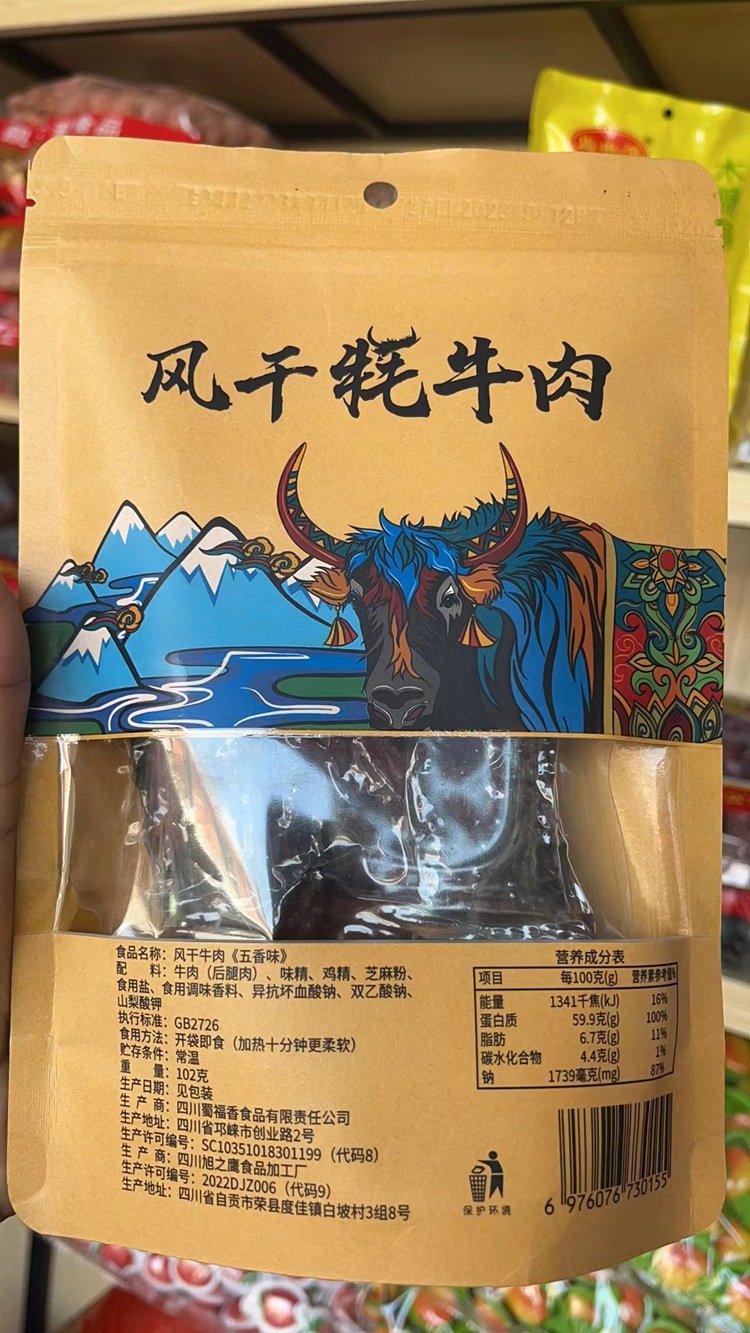 风干牦牛肉
食品名称：风干牛肉《五香味》
配 料：牛肉（后腿肉）、味精、鸡精、芝麻粉、
食用盐、食用调味香料、异抗坏血酸钠、双乙酸钠、
山梨酸钾
执行标准：GB2726
食用方法：开袋即食（加热十分钟更柔软）
贮存条件：常温
重 量：102克
生产日期：见包装
生 产 商：四川蜀福香食品有限责任公司
生产地址：四川省邛崃市创业路2号
生产许可编号：SC10351018301199（代码8）
生 产 商：四川旭之鹰食品加工厂
生产许可编号：2022DJZ006（代码9）
生产地址：四川省自贡市荣县度佳镇白坡村3组8号
营养成分表
项目 每100克(g) 营养素参考值%
能量 1341千焦(kJ) 16%
蛋白质 59.9克(g) 100%
脂肪 6.7克(g) 11%
碳水化合物 4.4克(g) 1%
钠 1739毫克(mg) 87%
保护环境
6 976076 730155